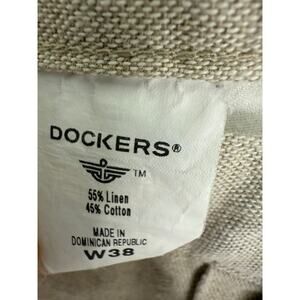 DOCKERS®
TM
55% Linen
45% Cotton
MADE IN
DOMINICAN REPUBLIC
W38